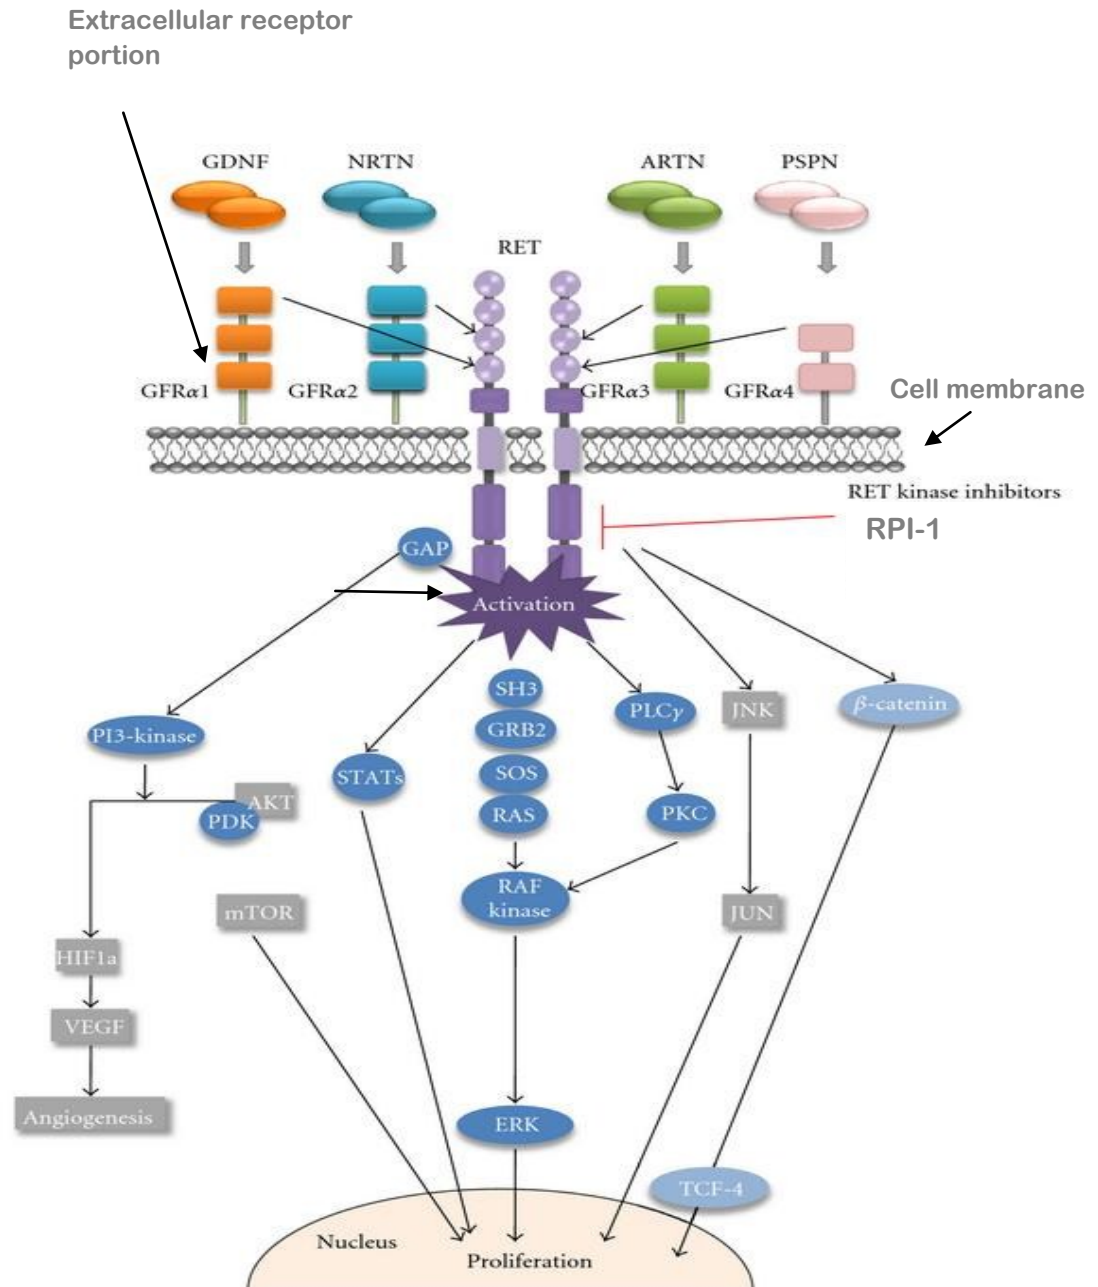 Extracellular receptor
portion
GDNF
NRTN
ARTN
PSPN
RET
GFRα1
GFRα2
GFRα3
GFRα4
Cell membrane
RET kinase inhibitors
RPI-1
GAP
Activation
SH3
GRB2
SOS
RAS
PLCγ
JNK
β-catenin
PI3-kinase
STATs
AKT
PDK
PKC
RAF
kinase
mTOR
JUN
HIF1a
VEGF
Angiogenesis
ERK
TCF-4
Nucleus
Proliferation